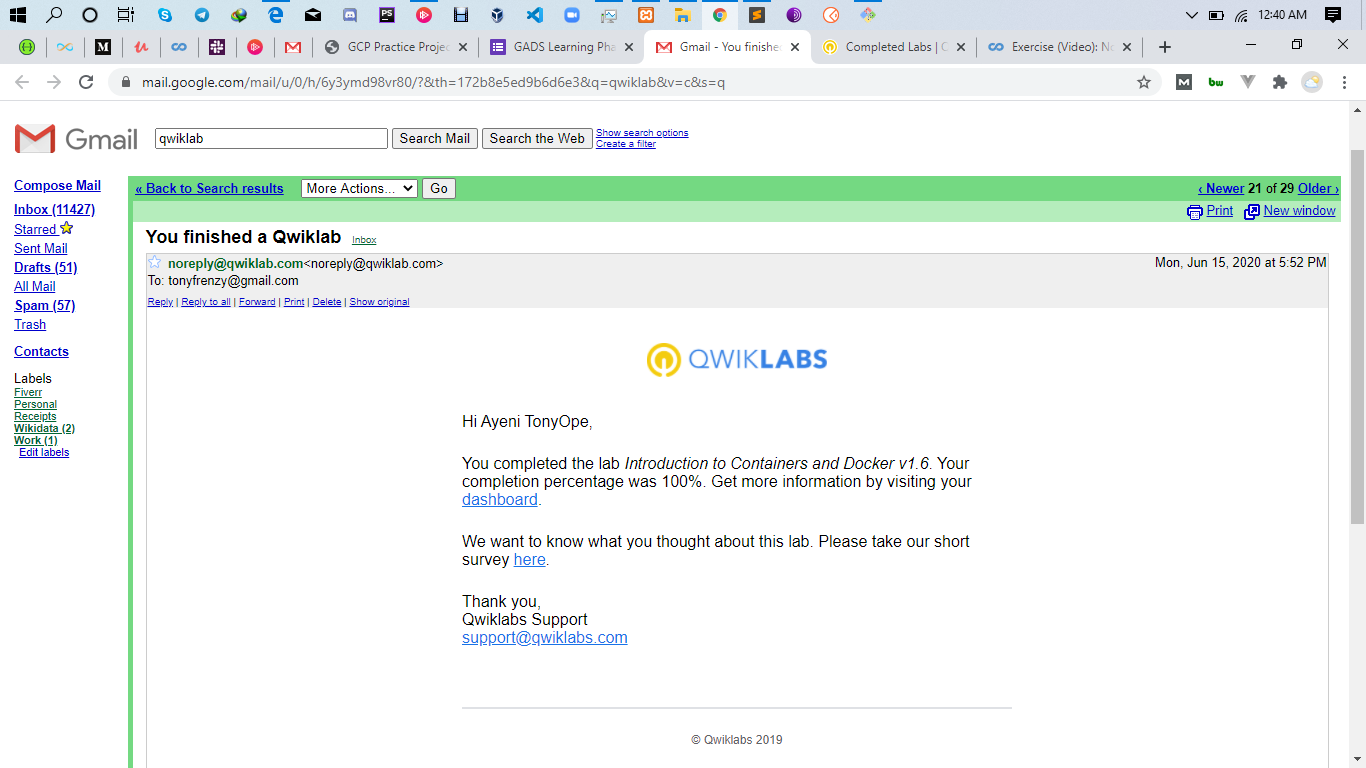 12:40 AM
GCP Practice Projec
GADS Learning Pha
Gmail - You finishe
Completed Labs | C
Exercise (Video): No
mail.google.com/mail/u/0/h/6y3ymd98vr80/?&th=172b8e5ed9b6d6e3&q=qwiklab&v=c&s=q
Gmail
qwiklab
Search Mail
Search the Web
Show search options
Create a filter
Compose Mail
Inbox (11427)
Starred
Sent Mail
Drafts (51)
All Mail
Spam (57)
Trash
Contacts
Labels
Fiverr
Personal
Receipts
Wikidata (2)
Work (1)
Edit labels
« Back to Search results
More Actions...
Go
‹ Newer 21 of 29 Older ›
Print
New window
You finished a Qwiklab Inbox
noreply@qwiklab.com<noreply@qwiklab.com>
Mon, Jun 15, 2020 at 5:52 PM
To: tonyfrenzy@gmail.com
Reply | Reply to all | Forward | Print | Delete | Show original
QWIKLABS
Hi Ayeni TonyOpe,
You completed the lab Introduction to Containers and Docker v1.6. Your
completion percentage was 100%. Get more information by visiting your
dashboard.
We want to know what you thought about this lab. Please take our short
survey here.
Thank you,
Qwiklabs Support
support@qwiklabs.com
© Qwiklabs 2019